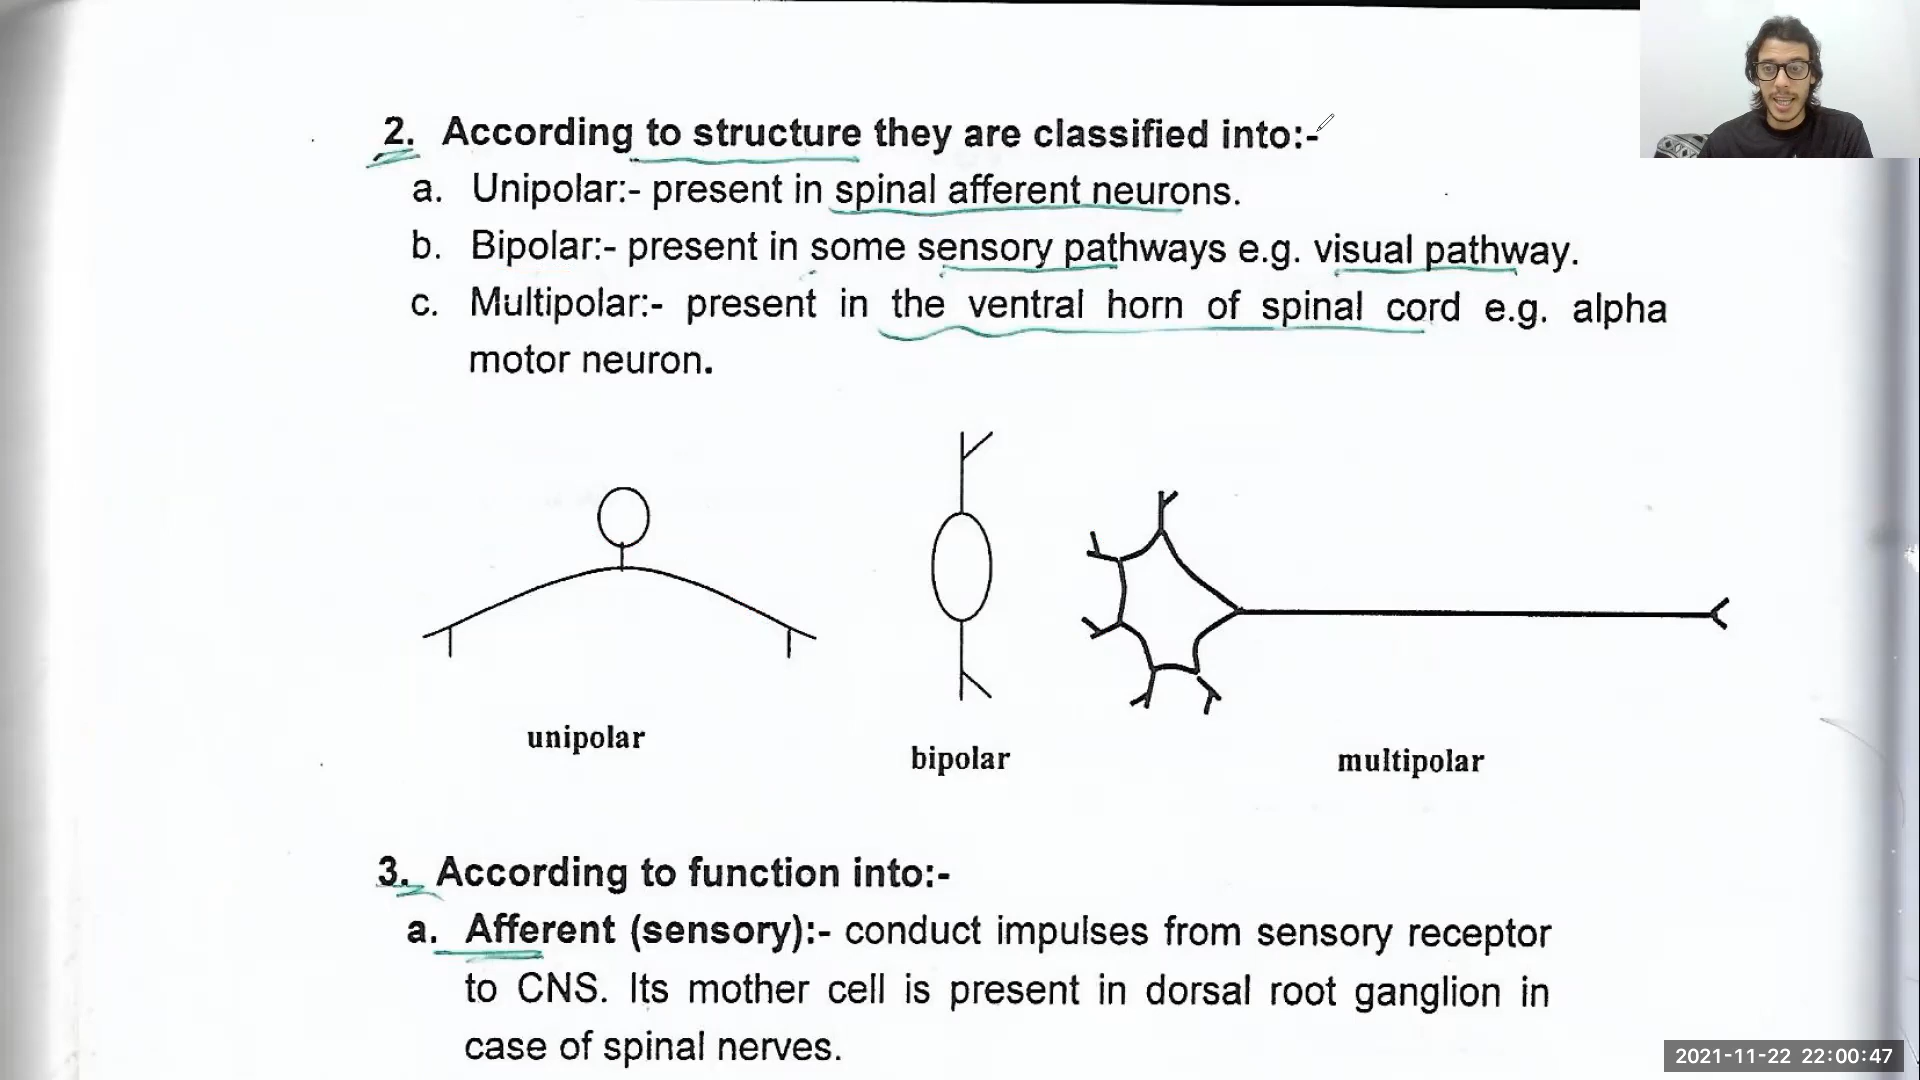 2. According to structure they are classified into:-
a. Unipolar:- present in spinal afferent neurons.
b. Bipolar:- present in some sensory pathways e.g. visual pathway.
c. Multipolar:- present in the ventral horn of spinal cord e.g. alpha
motor neuron.
unipolar
bipolar
multipolar
3. According to function into:-
a. Afferent (sensory):- conduct impulses from sensory receptor
to CNS. Its mother cell is present in dorsal root ganglion in
case of spinal nerves.
2021-11-22 22:00:47